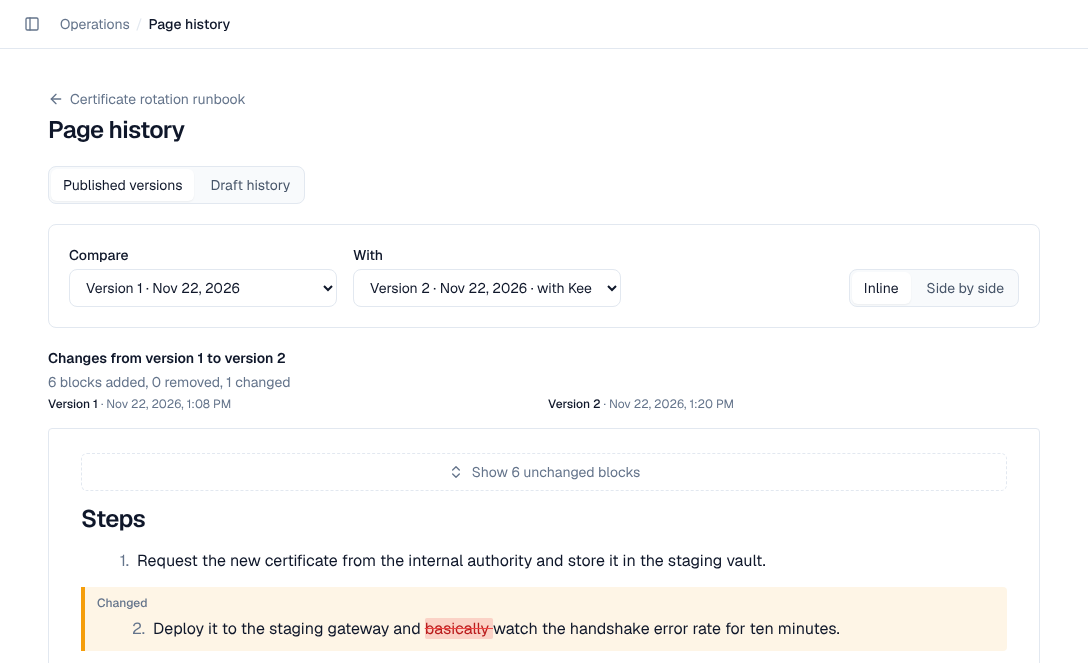 Operations / Page history
Certificate rotation runbook
Page history
Published versions Draft history
Compare With
Version 1 · Nov 22, 2026 Version 2 · Nov 22, 2026 · with Kee Inline Side by side
Changes from version 1 to version 2
6 blocks added, 0 removed, 1 changed
Version 1 · Nov 22, 2026, 1:08 PM Version 2 · Nov 22, 2026, 1:20 PM
Show 6 unchanged blocks
Steps
1. Request the new certificate from the internal authority and store it in the staging vault.
Changed
2. Deploy it to the staging gateway and basically watch the handshake error rate for ten minutes.